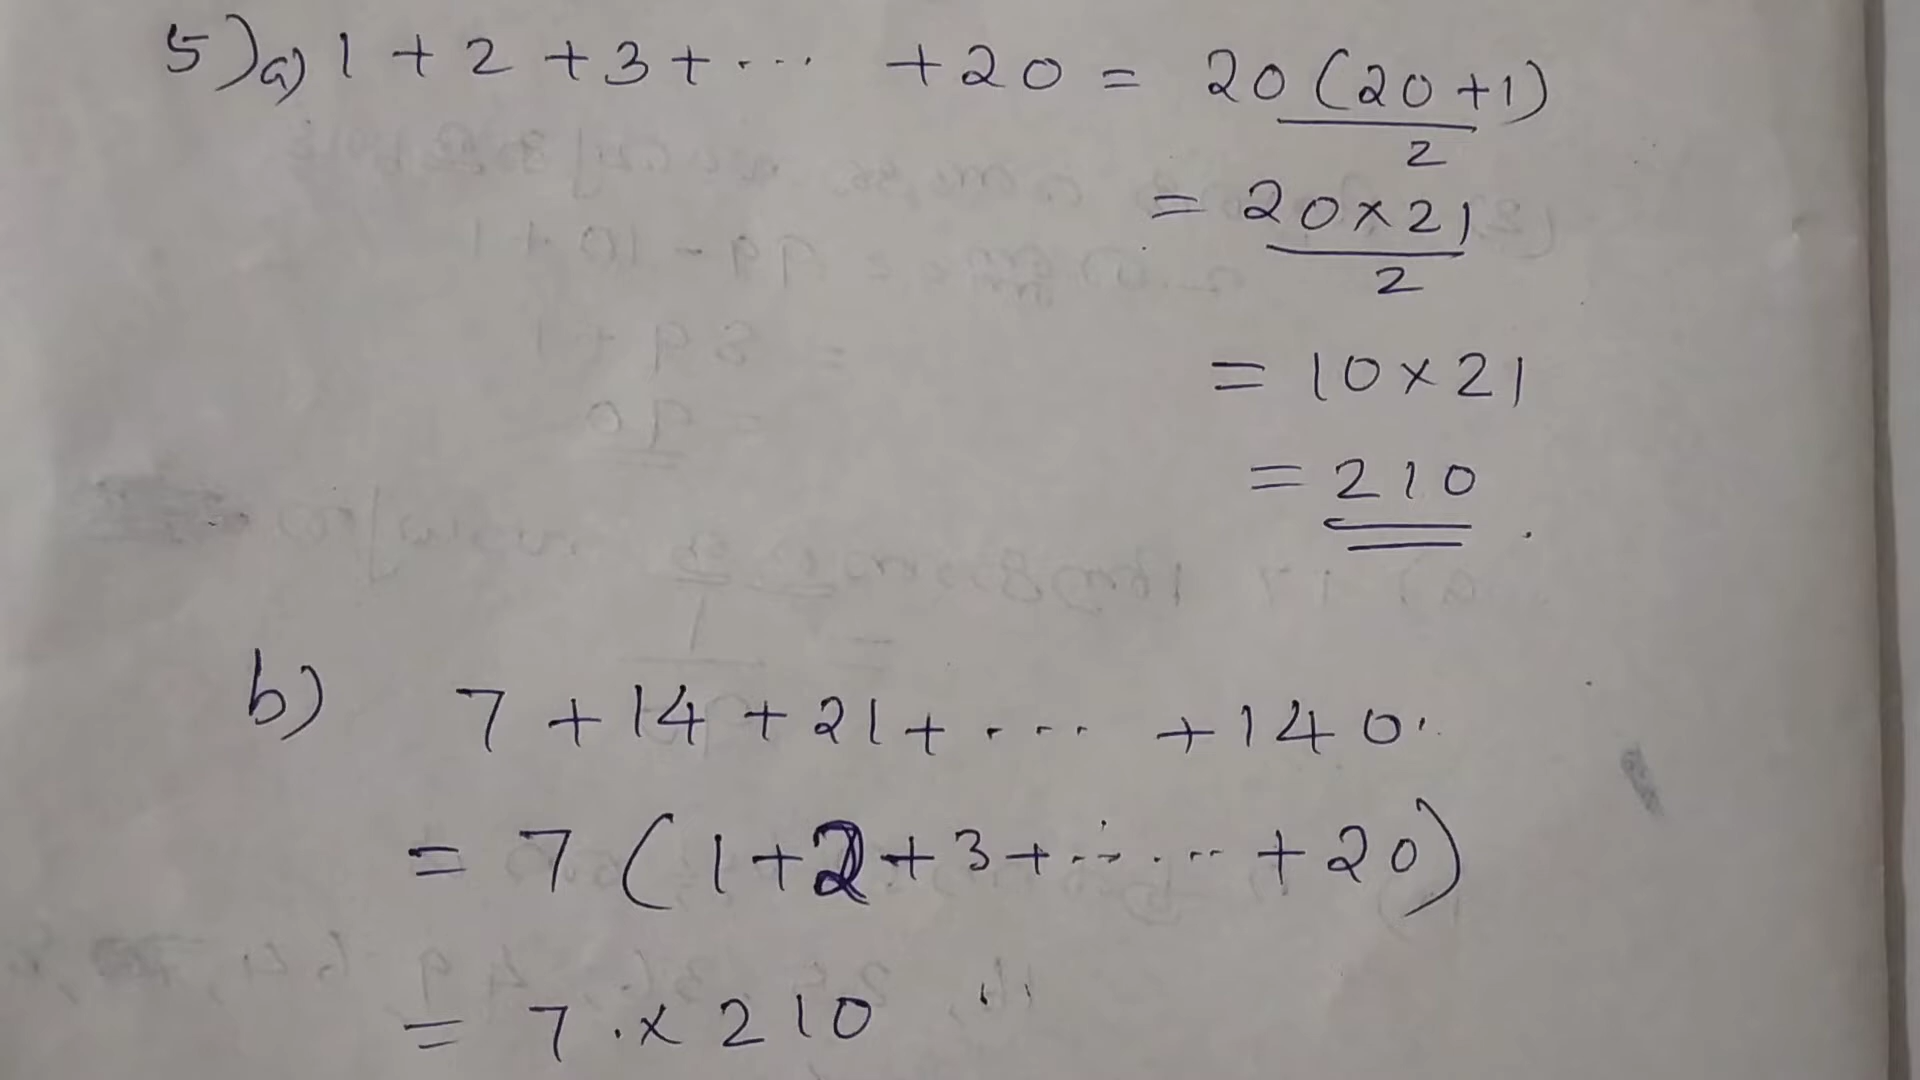 5) a) 1 + 2 + 3 + ... + 20 = 20 (20+1)
2
= 20 × 21
2
= 10 × 21
= 210.
b) 7 + 14 + 21 + ... + 140.
= 7 (1 + 2 + 3 + ..... + 20)
= 7 . × 210